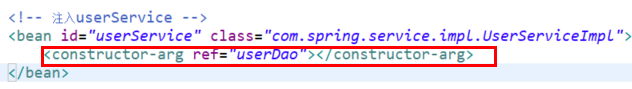 <!-- 注入userService -->
<bean id="userService" class="com.spring.service.impl.UserServiceImpl">
<constructor-arg ref="userDao"></constructor-arg>
</bean>